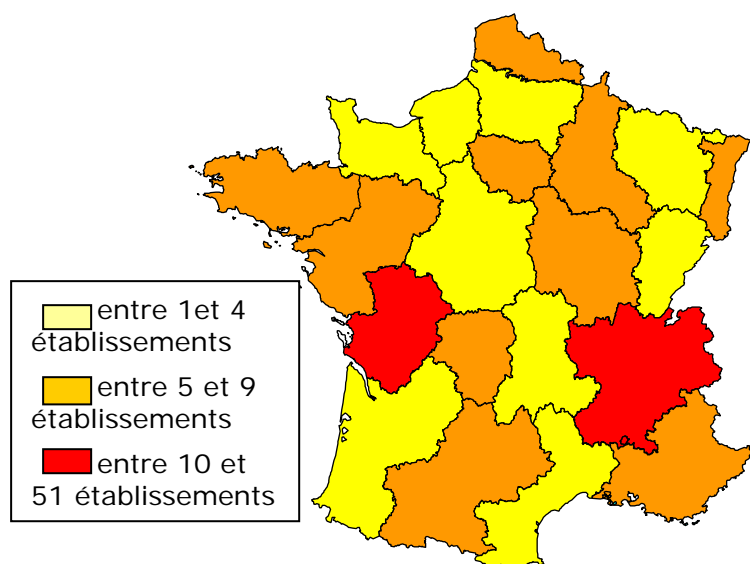 entre 1et 4
établissements
entre 5 et 9
établissements
entre 10 et
51 établissements